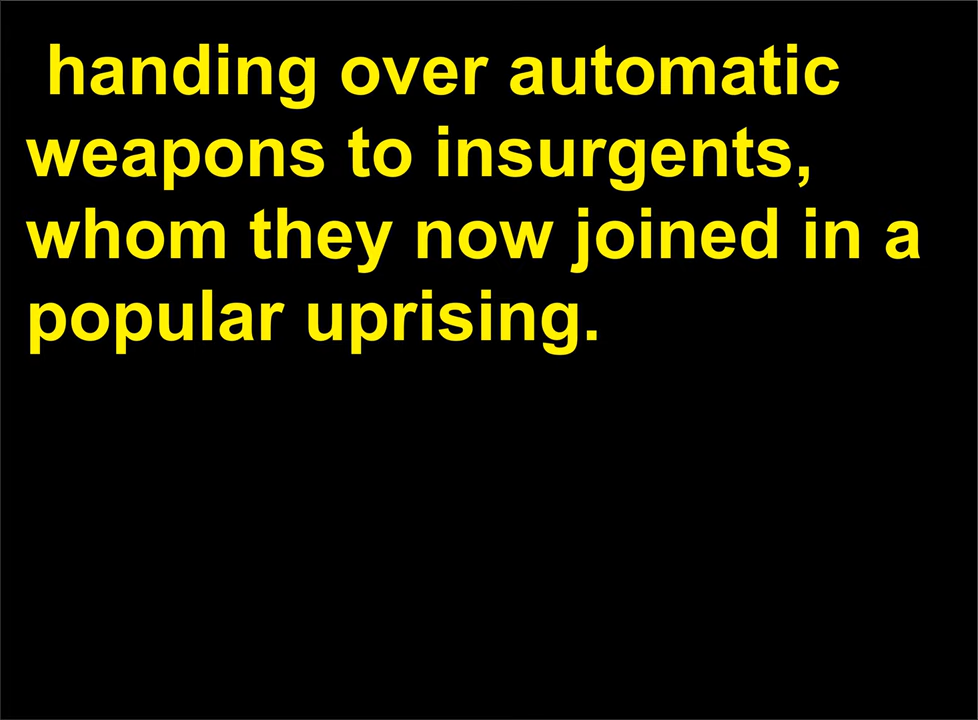 handing over automatic
weapons to insurgents,
whom they now joined in a
popular uprising.